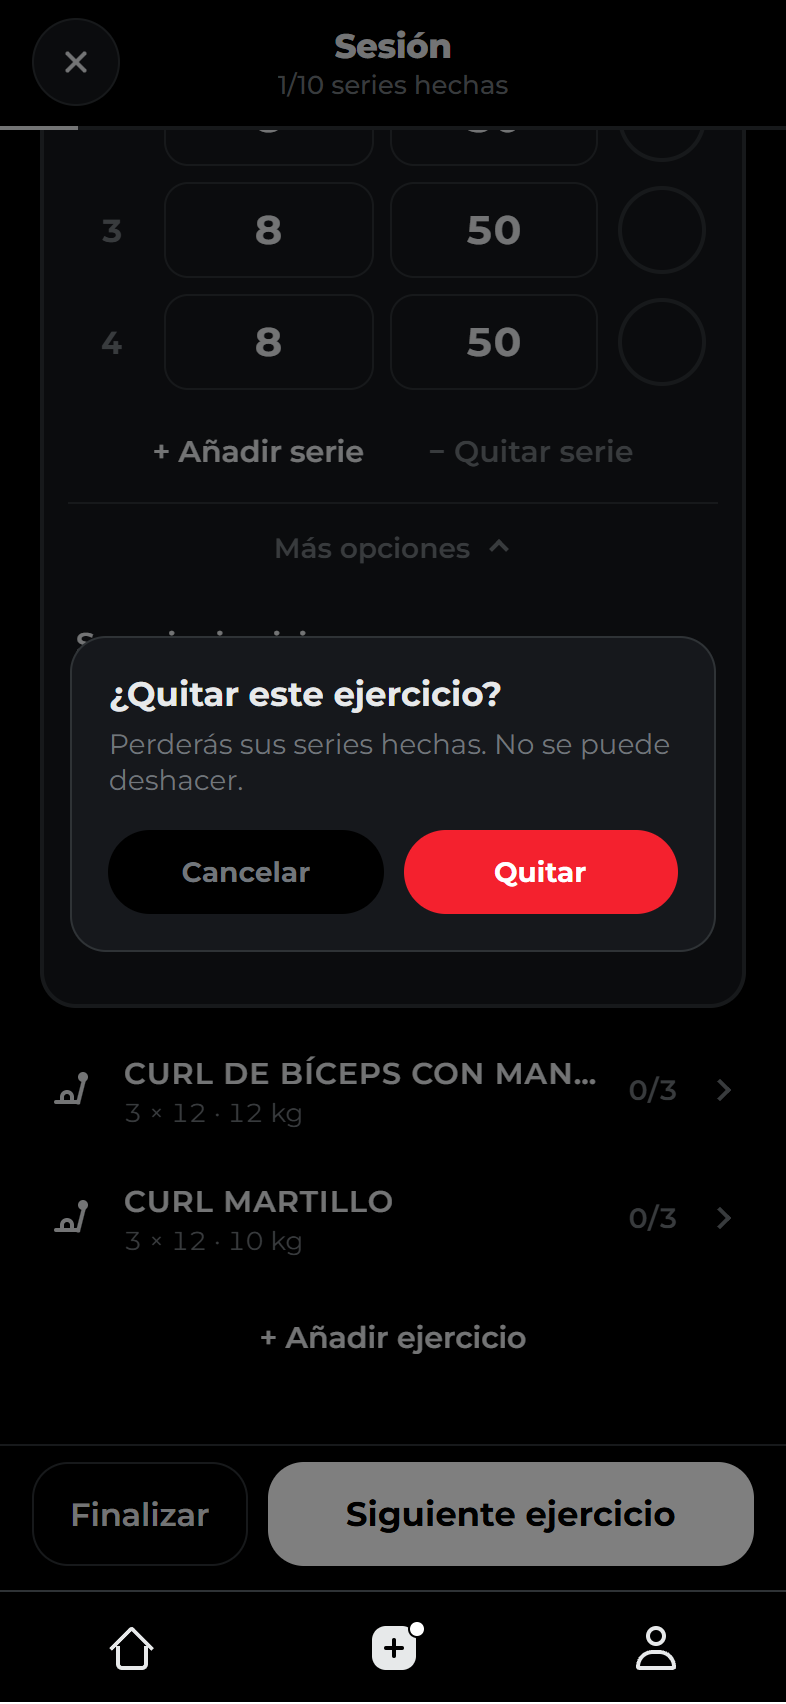 Sesión
1/10 series hechas
3 8 50
4 8 50
+ Añadir serie − Quitar serie
Más opciones
¿Quitar este ejercicio?
Perderás sus series hechas. No se puede
deshacer.
Cancelar Quitar
CURL DE BÍCEPS CON MAN...
3 × 12 · 12 kg
0/3
CURL MARTILLO
3 × 12 · 10 kg
0/3
+ Añadir ejercicio
Finalizar Siguiente ejercicio